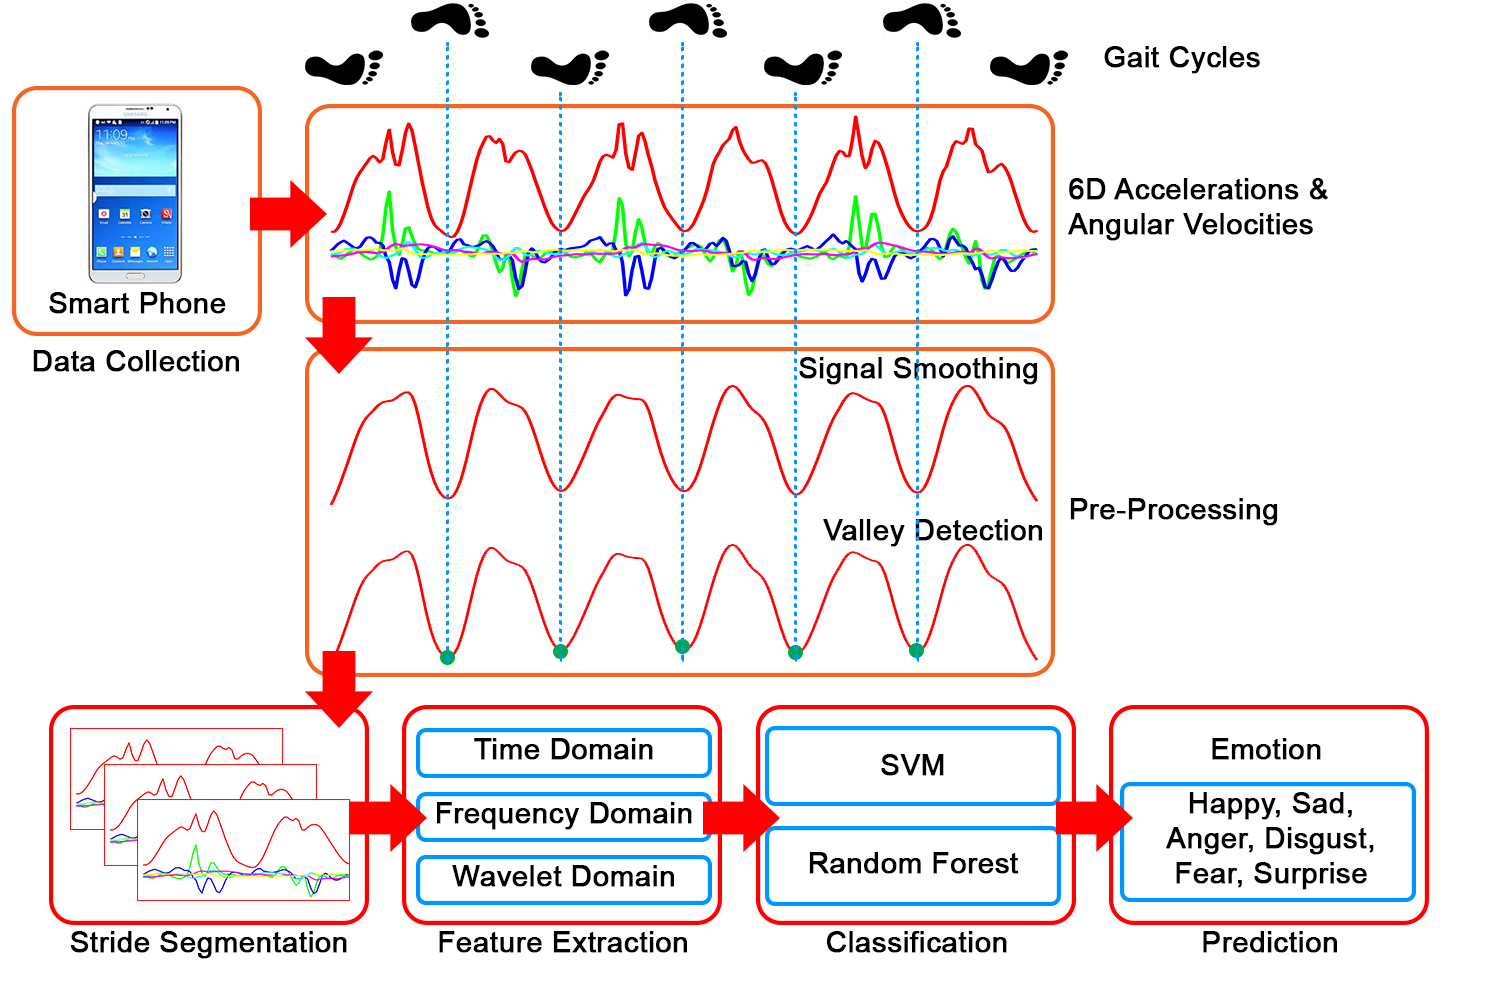 Gait Cycles
SAMSUNG
11:09
Smart Phone
Data Collection
6D Accelerations &
Angular Velocities
Signal Smoothing
Valley Detection
Pre-Processing
Stride Segmentation
Time Domain
Frequency Domain
Wavelet Domain
Feature Extraction
SVM
Random Forest
Classification
Emotion
Happy, Sad,
Anger, Disgust,
Fear, Surprise
Prediction